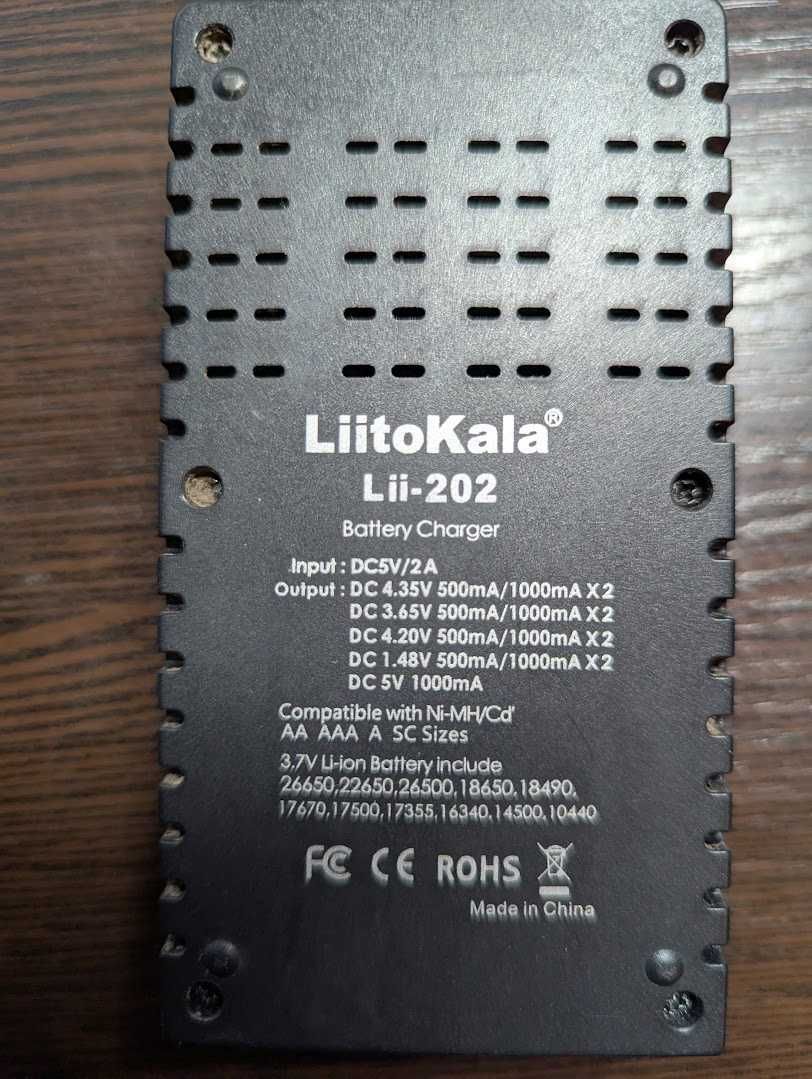 LiitoKala®
Lii-202
Battery Charger
Input : DC5V/2A
Output : DC 4.35V 500mA/1000mA X2
DC 3.65V 500mA/1000mA X2
DC 4.20V 500mA/1000mA X2
DC 1.48V 500mA/1000mA X2
DC 5V 1000mA
Compatible with Ni-MH/Cd'
AA AAA A SC Sizes
3.7V Li-ion Battery include
26650,22650,26500,18650,18490,
17670,17500,17355,16340,14500,10440
FC CE ROHS
Made in China